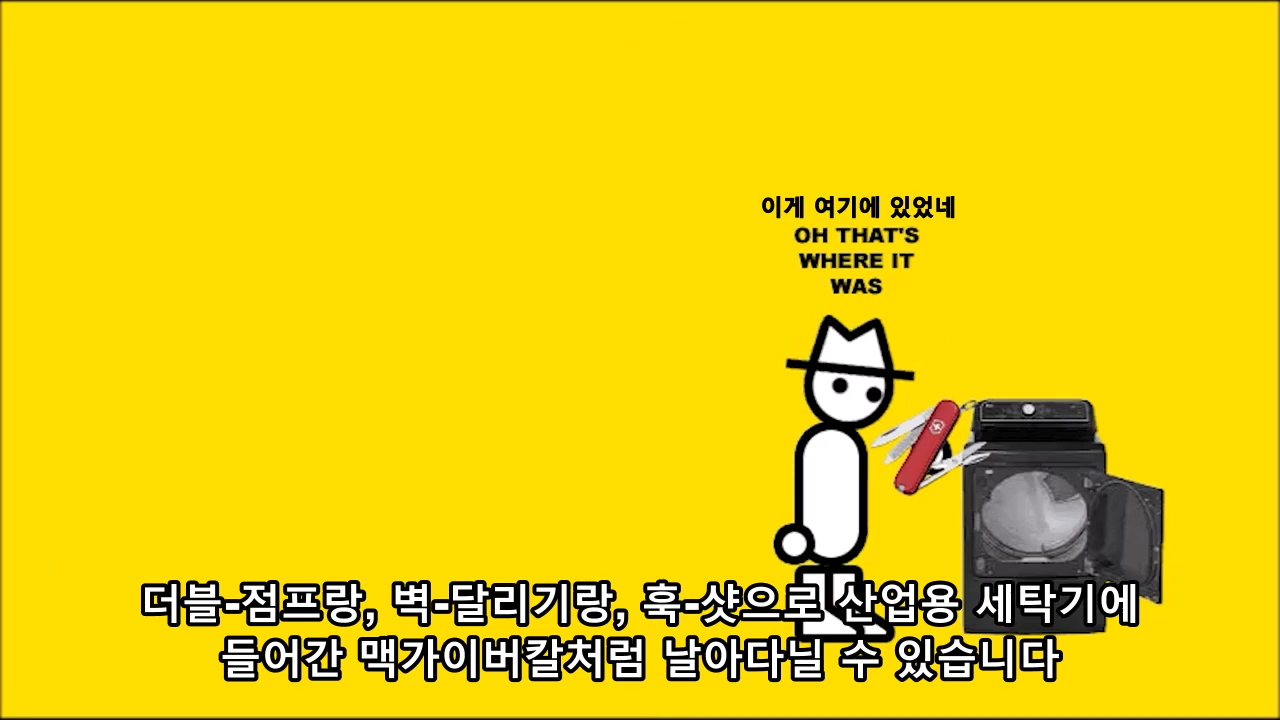 이게 여기에 있었네
OH THAT'S
WHERE IT
WAS
더블-점프랑, 벽-달리기랑, 훅-샷으로 산업용 세탁기에
들어간 맥가이버칼처럼 날아다닐 수 있습니다